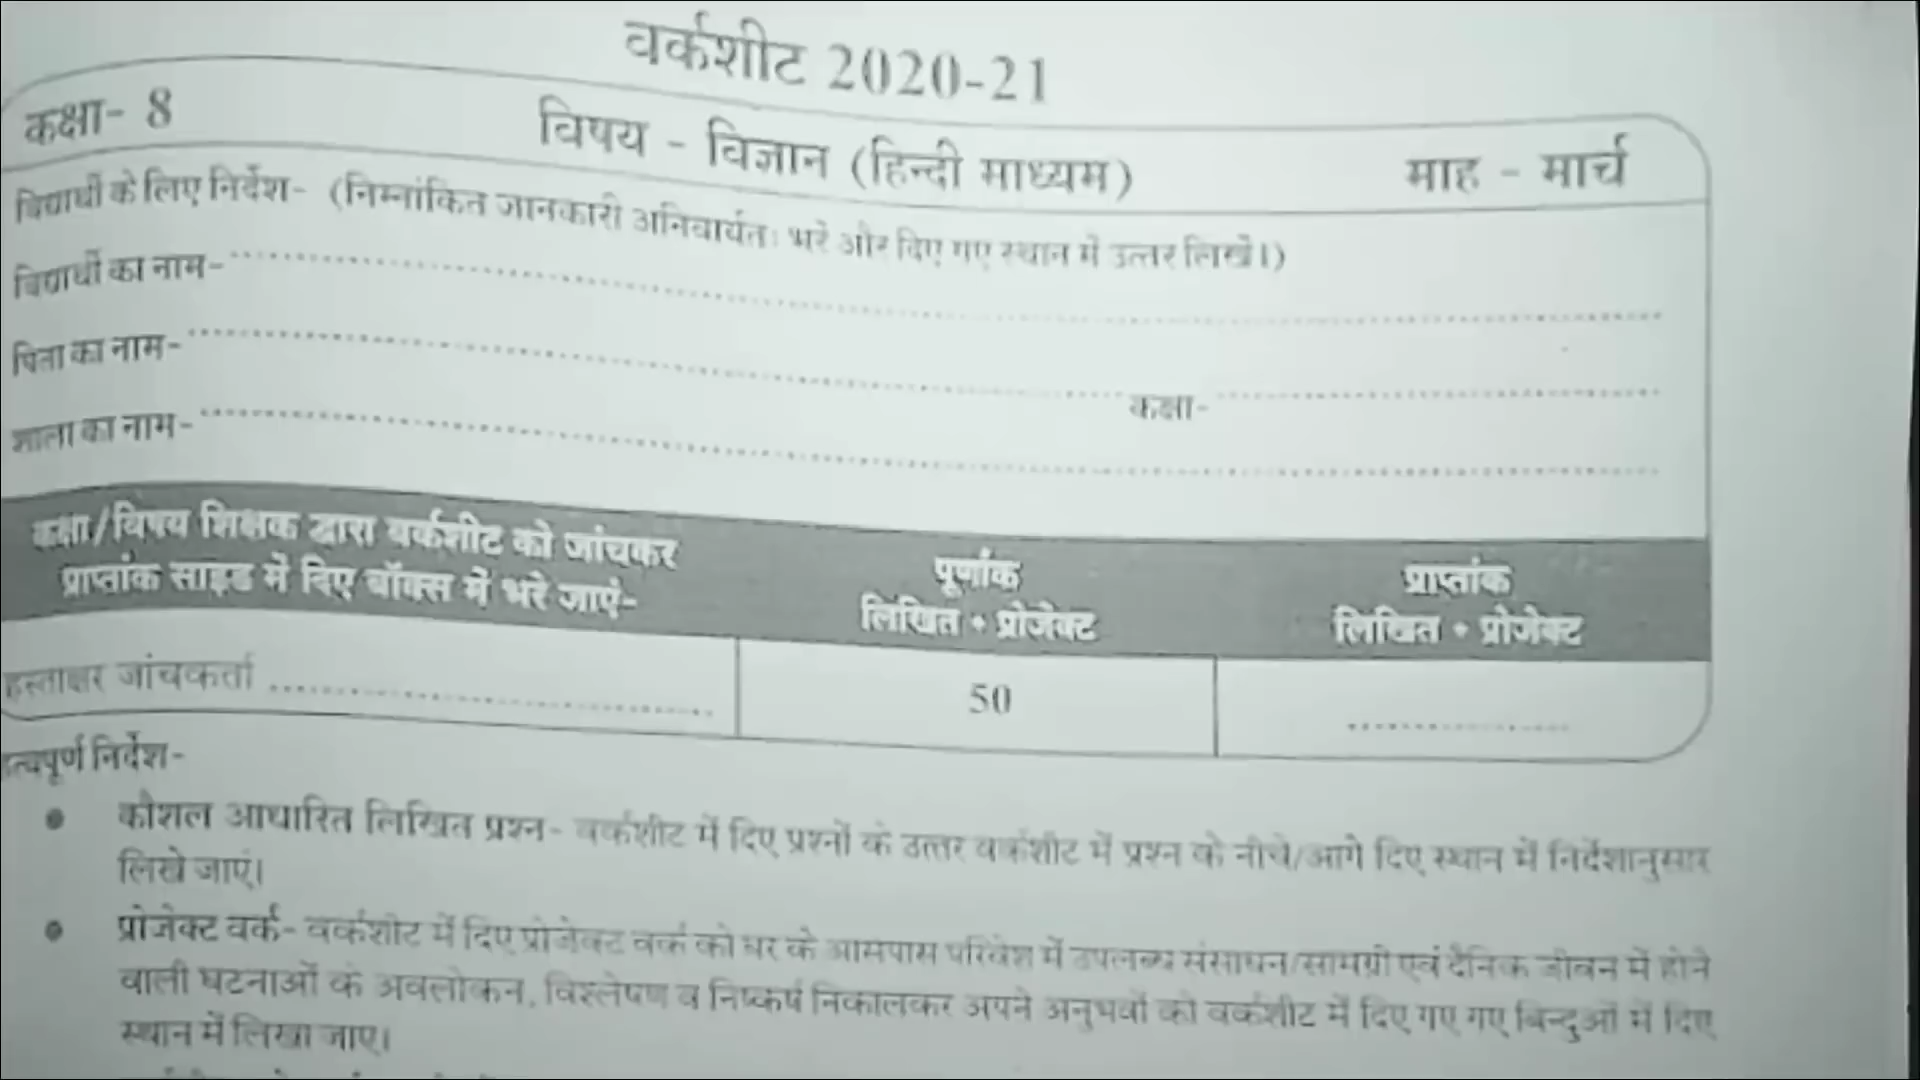 वर्कशीट 2020-21
कक्षा- 8 विषय - विज्ञान (हिन्दी माध्यम) माह - मार्च
विद्यार्थी के लिए निर्देश- (निम्नांकित जानकारी अनिवार्यतः भरें और दिए गए स्थान में उत्तर लिखें।)
विद्यार्थी का नाम-
पिता का नाम- कक्षा-
शाला का नाम-
कक्षा/विषय शिक्षक द्वारा वर्कशीट को जांचकर
प्राप्तांक साइड में दिए बॉक्स में भरे जाएं-
पूर्णांक
लिखित + प्रोजेक्ट
प्राप्तांक
लिखित + प्रोजेक्ट
हस्ताक्षर जांचकर्ता 50
त्वपूर्ण निर्देश-
• कौशल आधारित लिखित प्रश्न- वर्कशीट में दिए प्रश्नों के उत्तर वर्कशीट में प्रश्न के नीचे/आगे दिए स्थान में निर्देशानुसार
लिखे जाएं।
• प्रोजेक्ट वर्क- वर्कशीट में दिए प्रोजेक्ट वर्क को घर के आसपास परिवेश में उपलब्ध संसाधन/सामग्री एवं दैनिक जीवन में होने
वाली घटनाओं के अवलोकन, विश्लेषण व निष्कर्ष निकालकर अपने अनुभवों को वर्कशीट में दिए गए गए बिन्दुओं में दिए
स्थान में लिखा जाए।